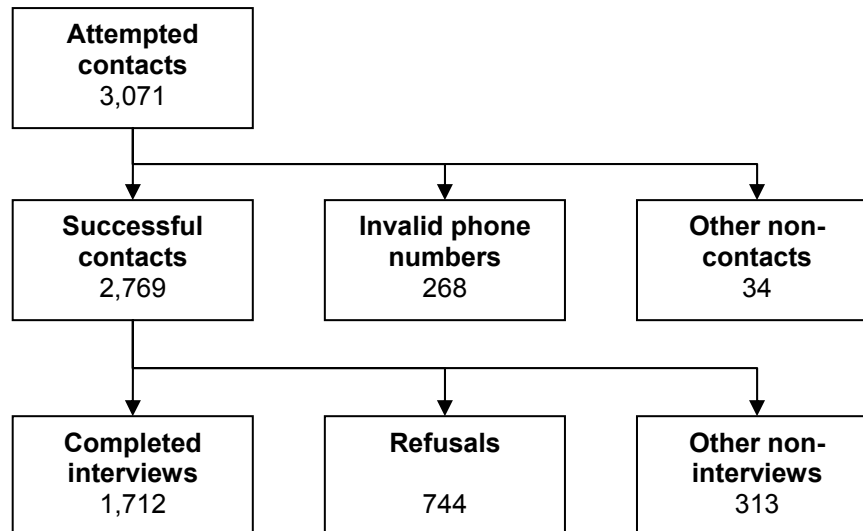 Attempted
contacts
3,071
Successful
contacts
2,769
Invalid phone
numbers
268
Other non-
contacts
34
Completed
interviews
1,712
Refusals
744
Other non-
interviews
313